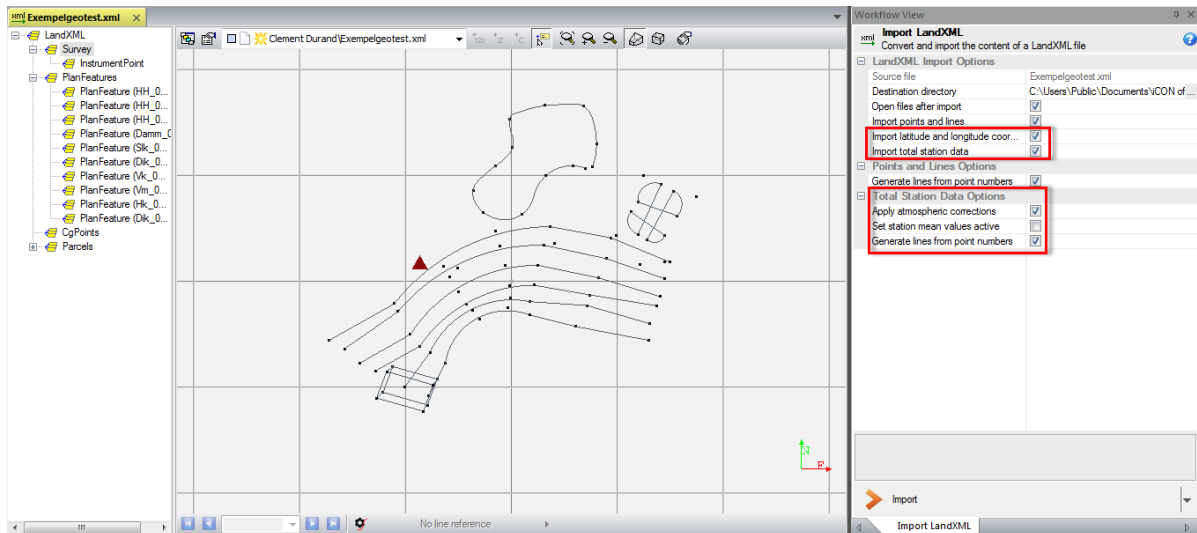 xml Exempelgeotest.xml
LandXML
Survey
InstrumentPoint
PlanFeatures
PlanFeature (HH_0...
PlanFeature (HH_0...
PlanFeature (HH_0...
PlanFeature (Damm_0
PlanFeature (Slk_0...
PlanFeature (Dik_0...
PlanFeature (Vk_0...
PlanFeature (Vm_0...
PlanFeature (Hk_0...
PlanFeature (Dik_0...
CgPoints
Parcels
Clement Durand\Exempelgeotest.xml
N
E
No line reference
Workflow View
xml Import LandXML
Convert and import the content of a LandXML file
LandXML Import Options
Source file Exempelgeotest.xml
Destination directory C:\Users\Public\Documents\iCON of ...
Open files after import
Import points and lines
Import latitude and longitude coor...
Import total station data
Points and Lines Options
Generate lines from point numbers
Total Station Data Options
Apply atmospheric corrections
Set station mean values active
Generate lines from point numbers
Import
Import LandXML